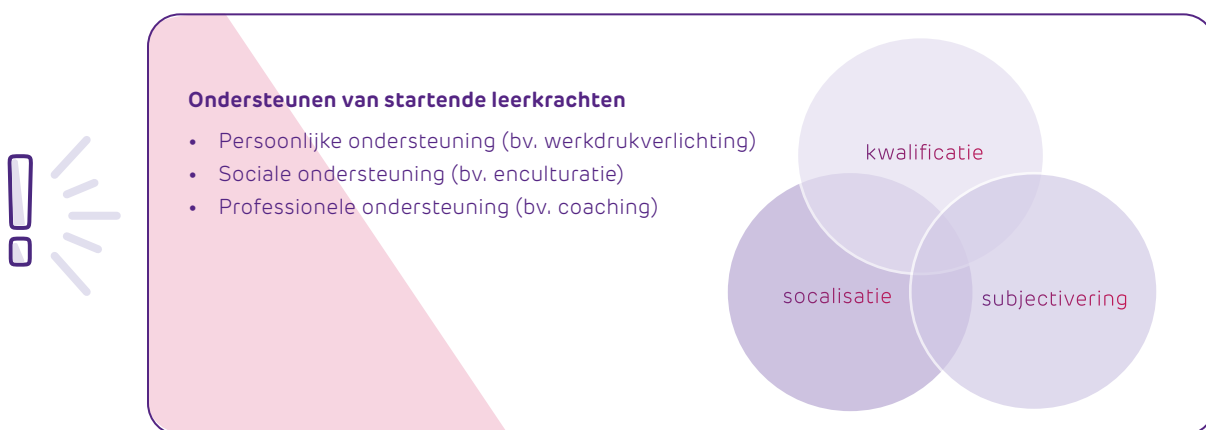 Ondersteunen van startende leerkrachten
• Persoonlijke ondersteuning (bv. werkdrukverlichting)
• Sociale ondersteuning (bv. enculturatie)
• Professionele ondersteuning (bv. coaching)
kwalificatie
socalisatie
subjectivering